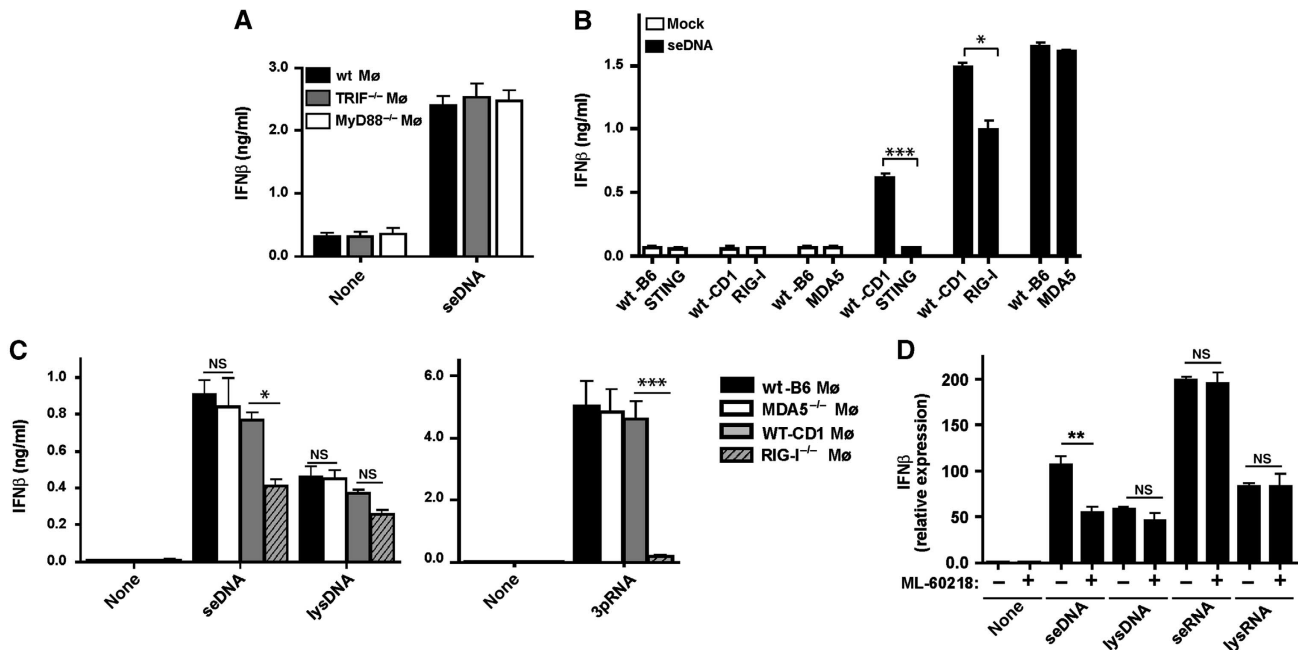 A
3.0
2.0
1.0
0.0
IFNβ (ng/ml)
wt Mø
TRIF–/– Mø
MyD88–/– Mø
None
seDNA
B
Mock
seDNA
1.5
1.0
0.5
0.0
IFNβ (ng/ml)
***
*
wt -B6
STING
wt -CD1
RIG-I
wt -B6
MDA5
wt -CD1
STING
wt -CD1
RIG-I
wt -B6
MDA5
C
1.0
0.8
0.6
0.4
0.2
0.0
IFNβ (ng/ml)
NS
*
NS
NS
None
seDNA
lysDNA
6.0
4.0
2.0
0.0
***
None
3pRNA
wt -B6 Mø
MDA5–/– Mø
WT-CD1 Mø
RIG-I–/– Mø
D
200
150
100
50
0.0
IFNβ
(relative expression)
**
NS
NS
NS
ML-60218: – + – + – + – + – +
None
seDNA
lysDNA
seRNA
lysRNA